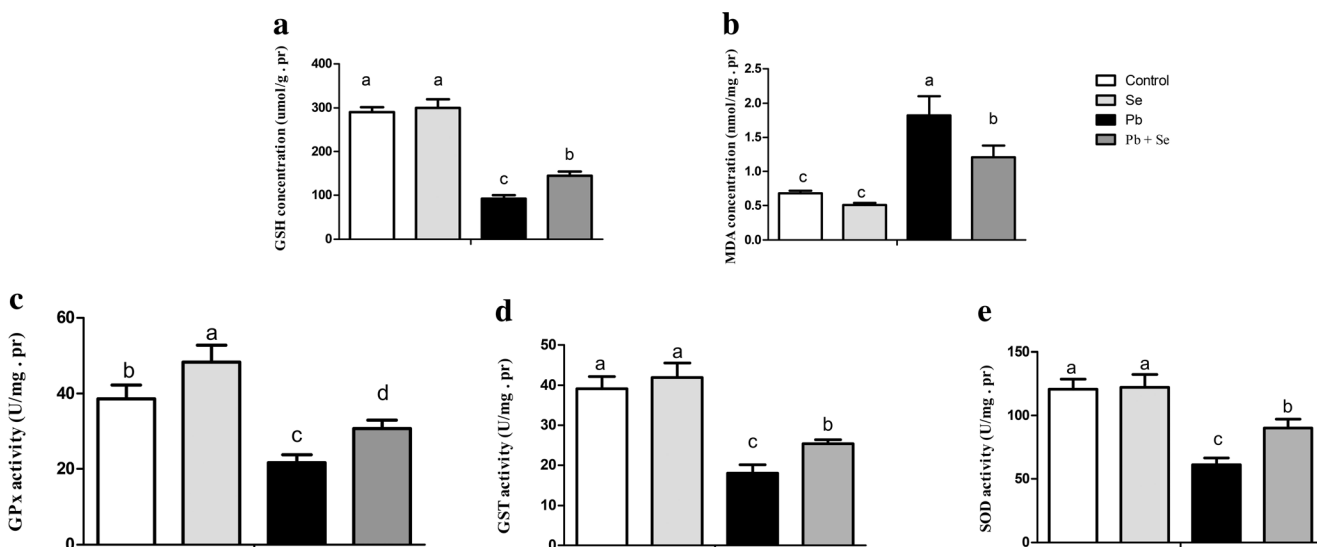 a
GSH concentration (umol/g . pr)
400
300
200
100
0
a
a
c
b
b
MDA concentration (nmol/mg . pr)
2.5
2.0
1.5
1.0
0.5
0.0
c
c
a
b
Control
Se
Pb
Pb + Se
c
GPx activity (U/mg . pr)
60
40
20
0
b
a
c
d
d
GST activity (U/mg . pr)
50
40
30
20
10
0
a
a
c
b
e
SOD activity (U/mg . pr)
150
100
50
0
a
a
c
b